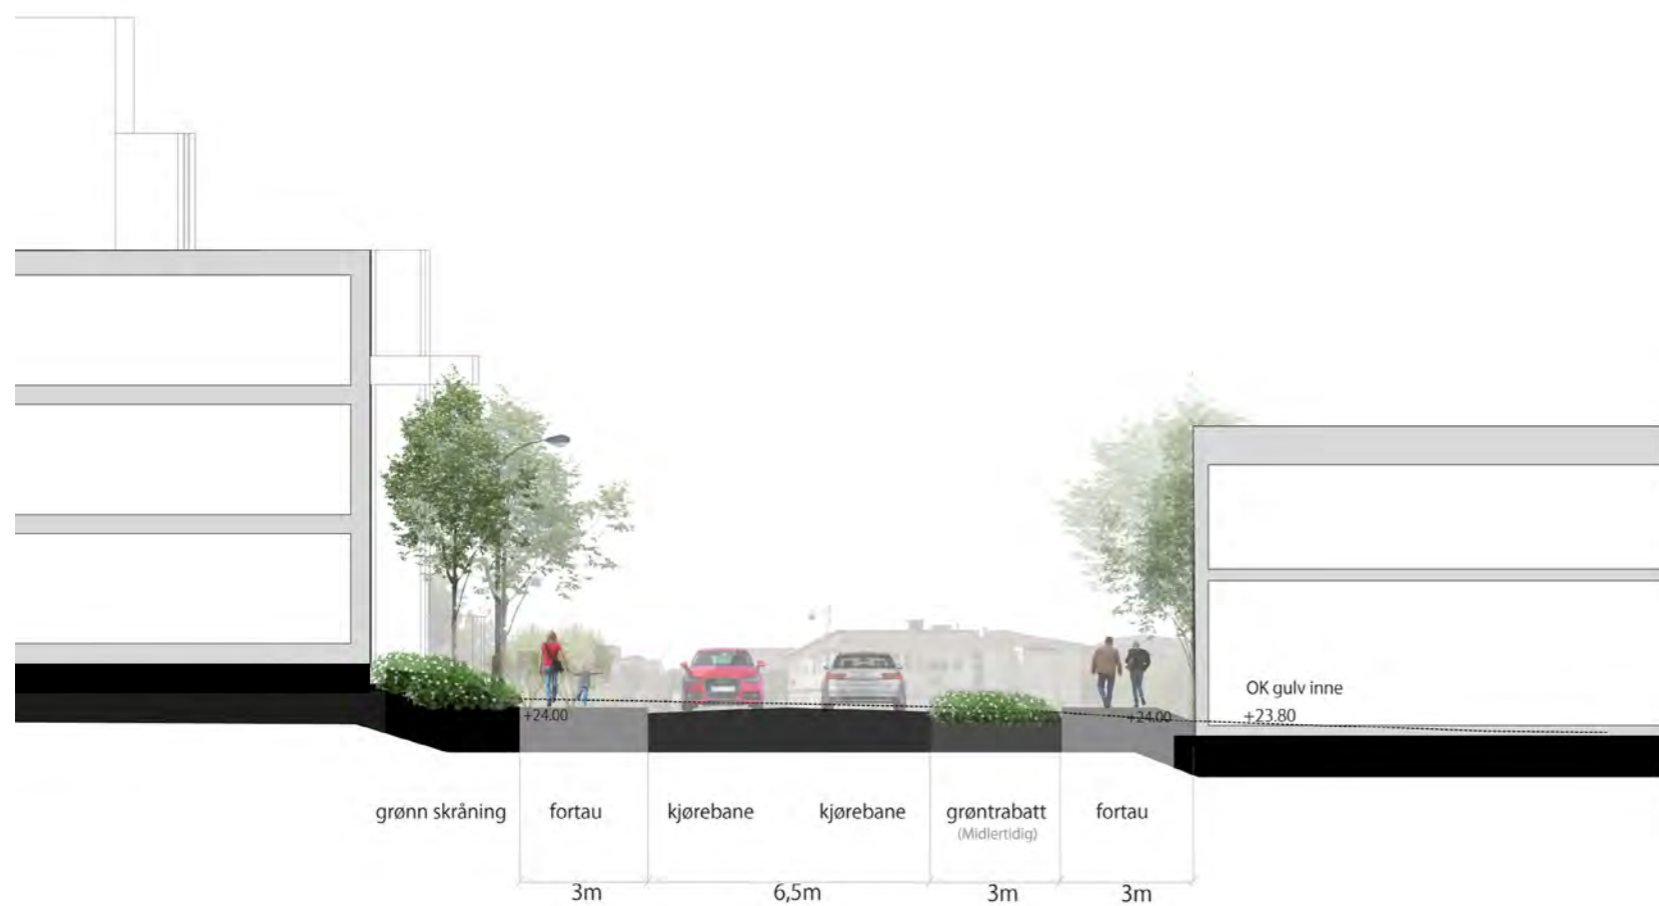 OK gulv inne
+24.00
+24.00
+23.80
grønn skråning
fortau
kjørebane
kjørebane
grøntrabatt
fortau
(Midlertidig)
3m
6,5m
3m
3m